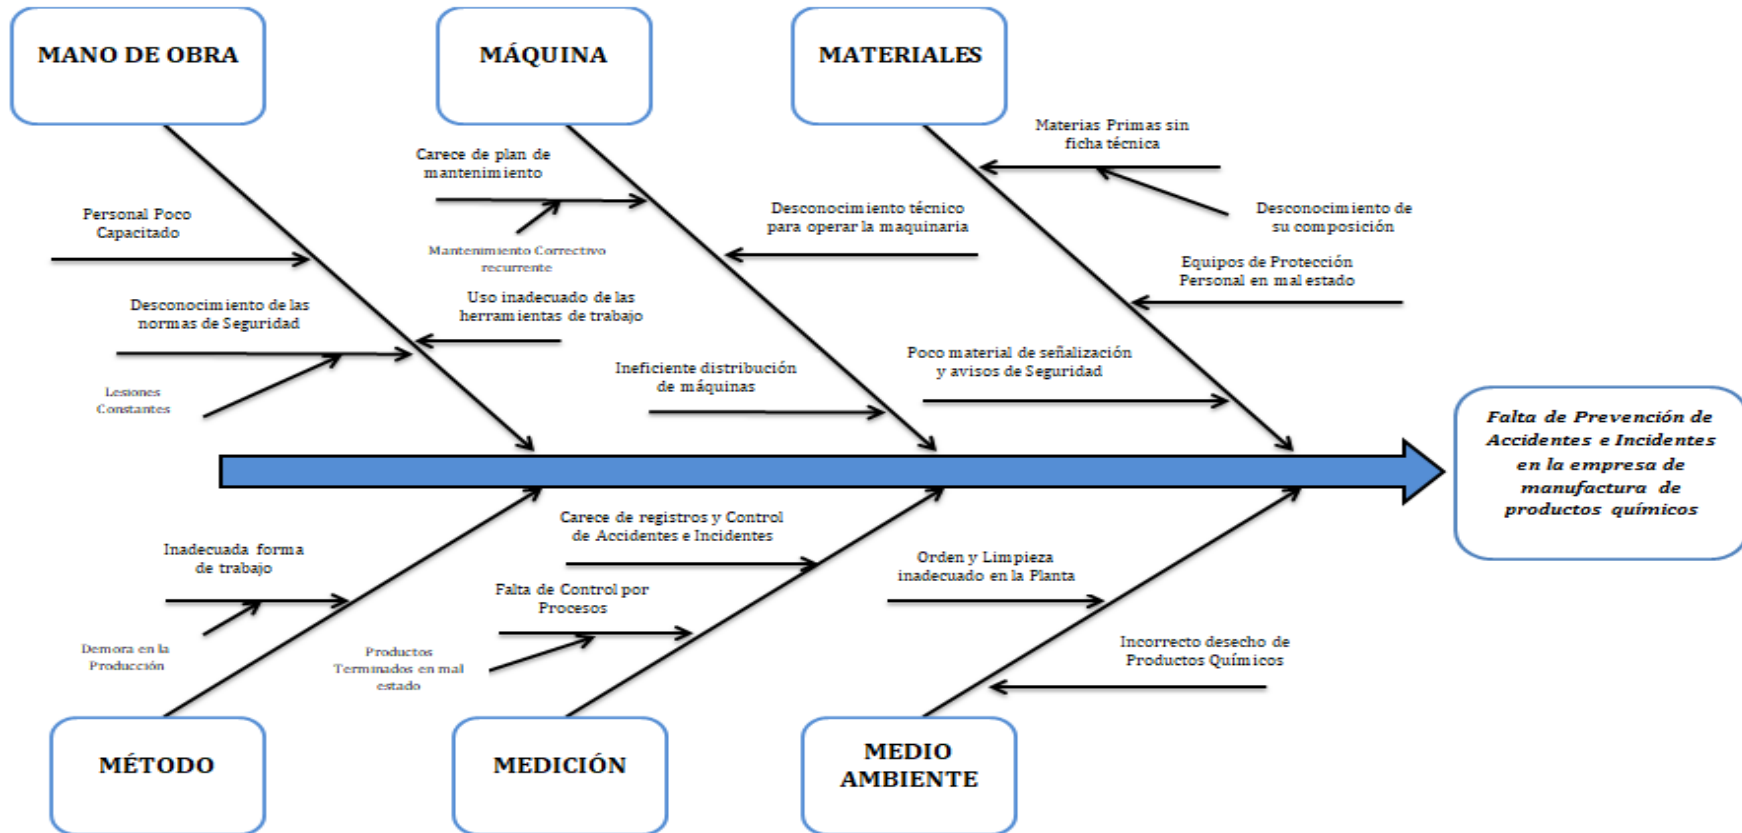 MANO DE OBRA
MÁQUINA
MATERIALES
Personal Poco
Capacitado
Desconocimiento de las
normas de Seguridad
Lesiones
Constantes
Uso inadecuado de las
herramientas de trabajo
Carece de plan de
mantenimiento
Mantenimiento Correctivo
recurrente
Desconocimiento técnico
para operar la maquinaria
Ineficiente distribución
de máquinas
Materias Primas sin
ficha técnica
Desconocimiento de
su composición
Equipos de Protección
Personal en mal estado
Poco material de señalización
y avisos de Seguridad
Falta de Prevención de
Accidentes e Incidentes
en la empresa de
manufactura de
productos químicos
Inadecuada forma
de trabajo
Demora en la
Producción
Carece de registros y Control
de Accidentes e Incidentes
Falta de Control por
Procesos
Productos
Terminados en mal
estado
Orden y Limpieza
inadecuado en la Planta
Incorrecto desecho de
Productos Químicos
MÉTODO
MEDICIÓN
MEDIO
AMBIENTE